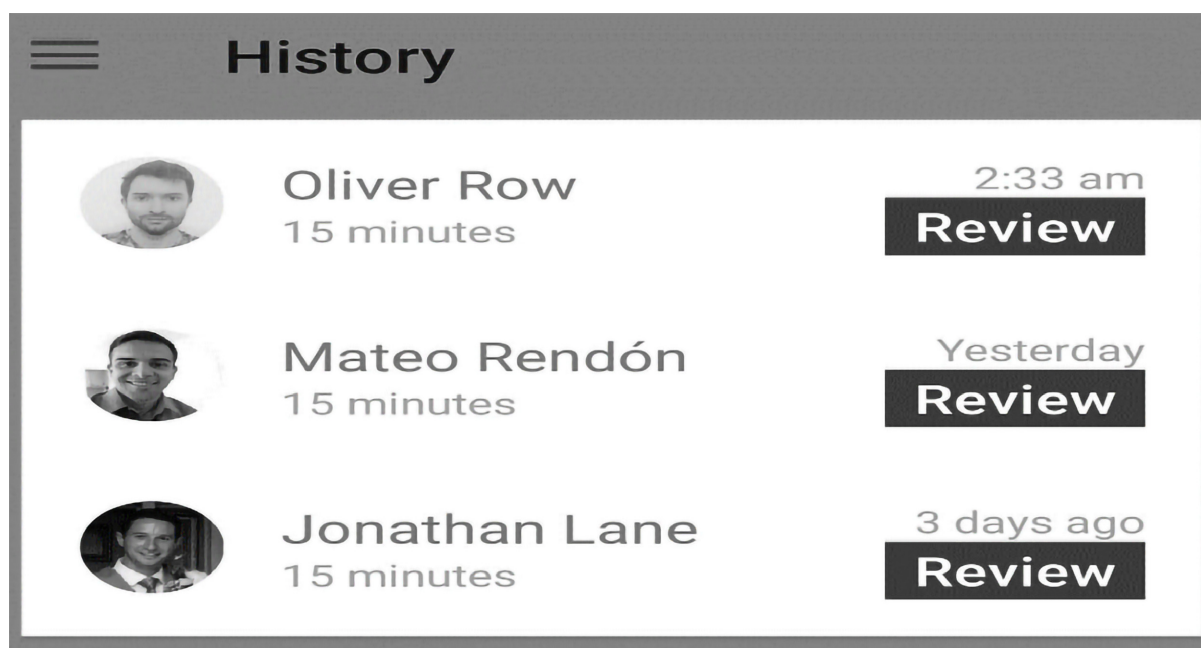 History
Oliver Row
2:33 am
15 minutes
Review
Mateo Rendón
Yesterday
15 minutes
Review
Jonathan Lane
3 days ago
15 minutes
Review